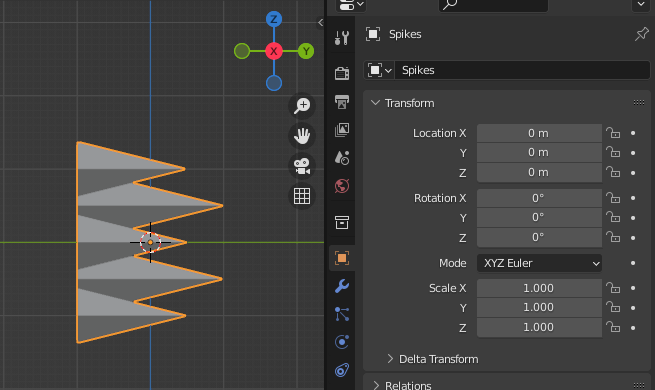 Z
X
Y
Spikes
Spikes
Transform
Location X 0 m
Y 0 m
Z 0 m
Rotation X 0°
Y 0°
Z 0°
Mode XYZ Euler
Scale X 1.000
Y 1.000
Z 1.000
Delta Transform
Relations